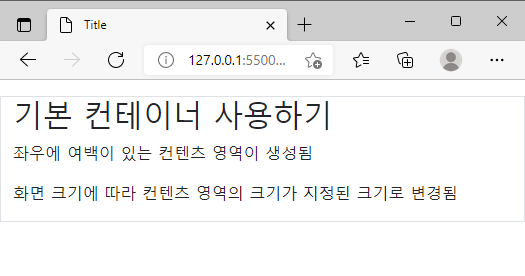 Title
127.0.0.1:5500...
기본 컨테이너 사용하기
좌우에 여백이 있는 컨텐츠 영역이 생성됨
화면 크기에 따라 컨텐츠 영역의 크기가 지정된 크기로 변경됨